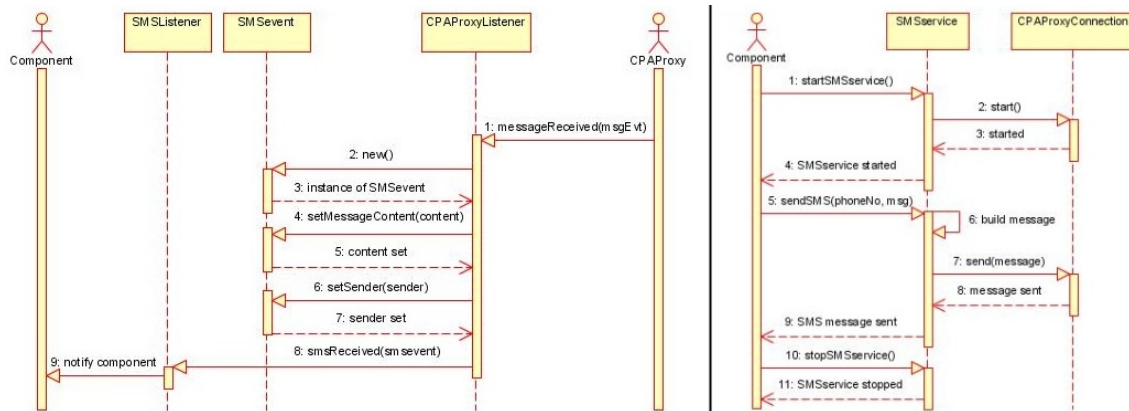 SMSListener
SMSevent
CPAProxyListener
Component
CPAProxy
1: messageReceived(msgEvt)
2: new()
3: instance of SMSevent
4: setMessageContent(content)
5: content set
6: setSender(sender)
7: sender set
8: smsReceived(smsevent)
9: notify component
SMSservice
CPAProxyConnection
Component
1: startSMSservice()
2: start()
3: started
4: SMSservice started
5: sendSMS(phoneNo, msg)
6: build message
7: send(message)
8: message sent
9: SMS message sent
10: stopSMSservice()
11: SMSservice stopped